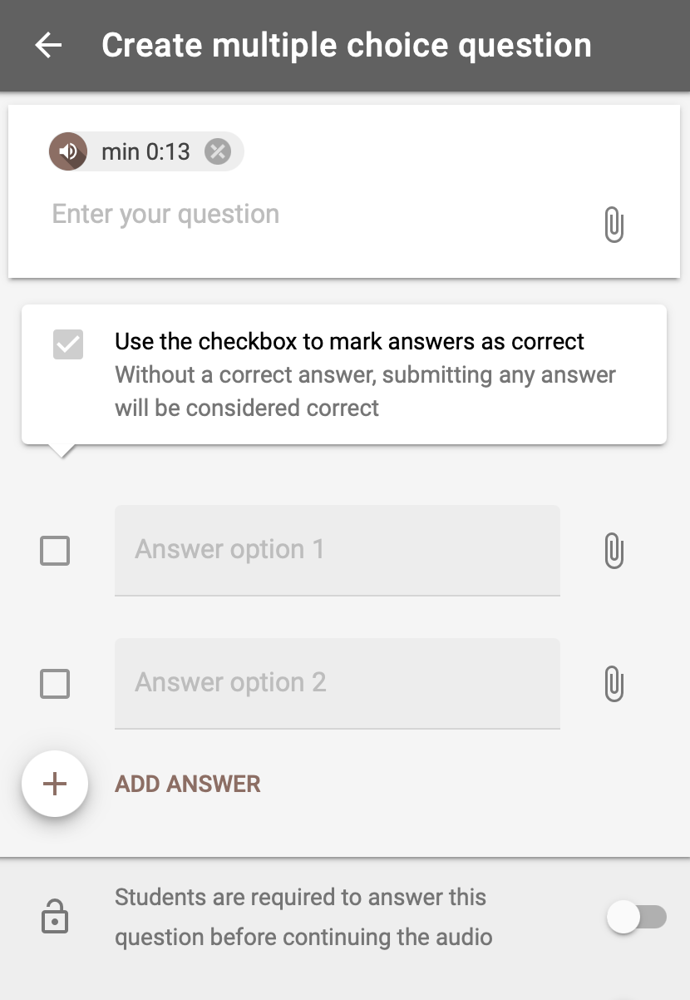 Create multiple choice question
min 0:13
Enter your question
Use the checkbox to mark answers as correct
Without a correct answer, submitting any answer
will be considered correct
Answer option 1
Answer option 2
ADD ANSWER
Students are required to answer this
question before continuing the audio